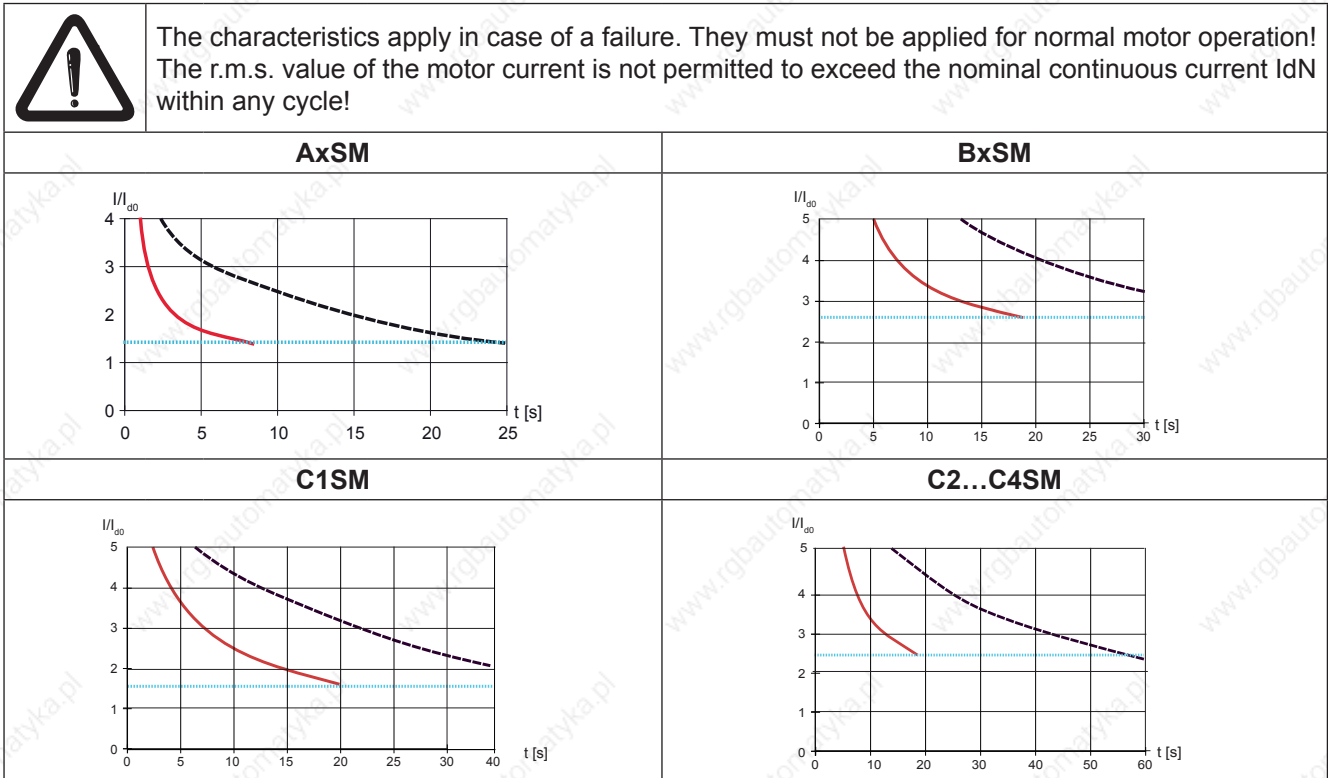 The characteristics apply in case of a failure. They must not be applied for normal motor operation!
The r.m.s. value of the motor current is not permitted to exceed the nominal continuous current IdN
within any cycle!
AxSM
BxSM
I/Id0
4
3
2
1
0
0 5 10 15 20 25
t [s]
I/Id0
5
4
3
2
1
0
0 5 10 15 20 25 30
t [s]
C1SM
C2…C4SM
I/Id0
5
4
3
2
1
0
0 5 10 15 20 25 30 40
t [s]
I/Id0
5
4
3
2
1
0
0 10 20 30 40 50 60
t [s]
www.rgbautomatyka.pl